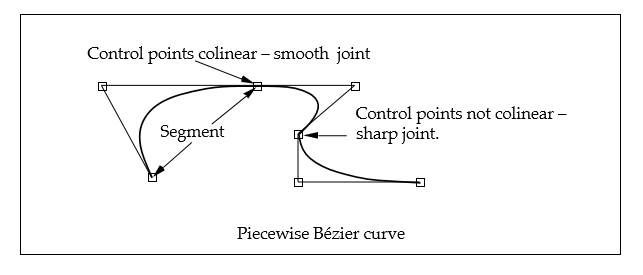 Control points colinear – smooth joint
Control points not colinear –
sharp joint.
Segment
Piecewise Bézier curve